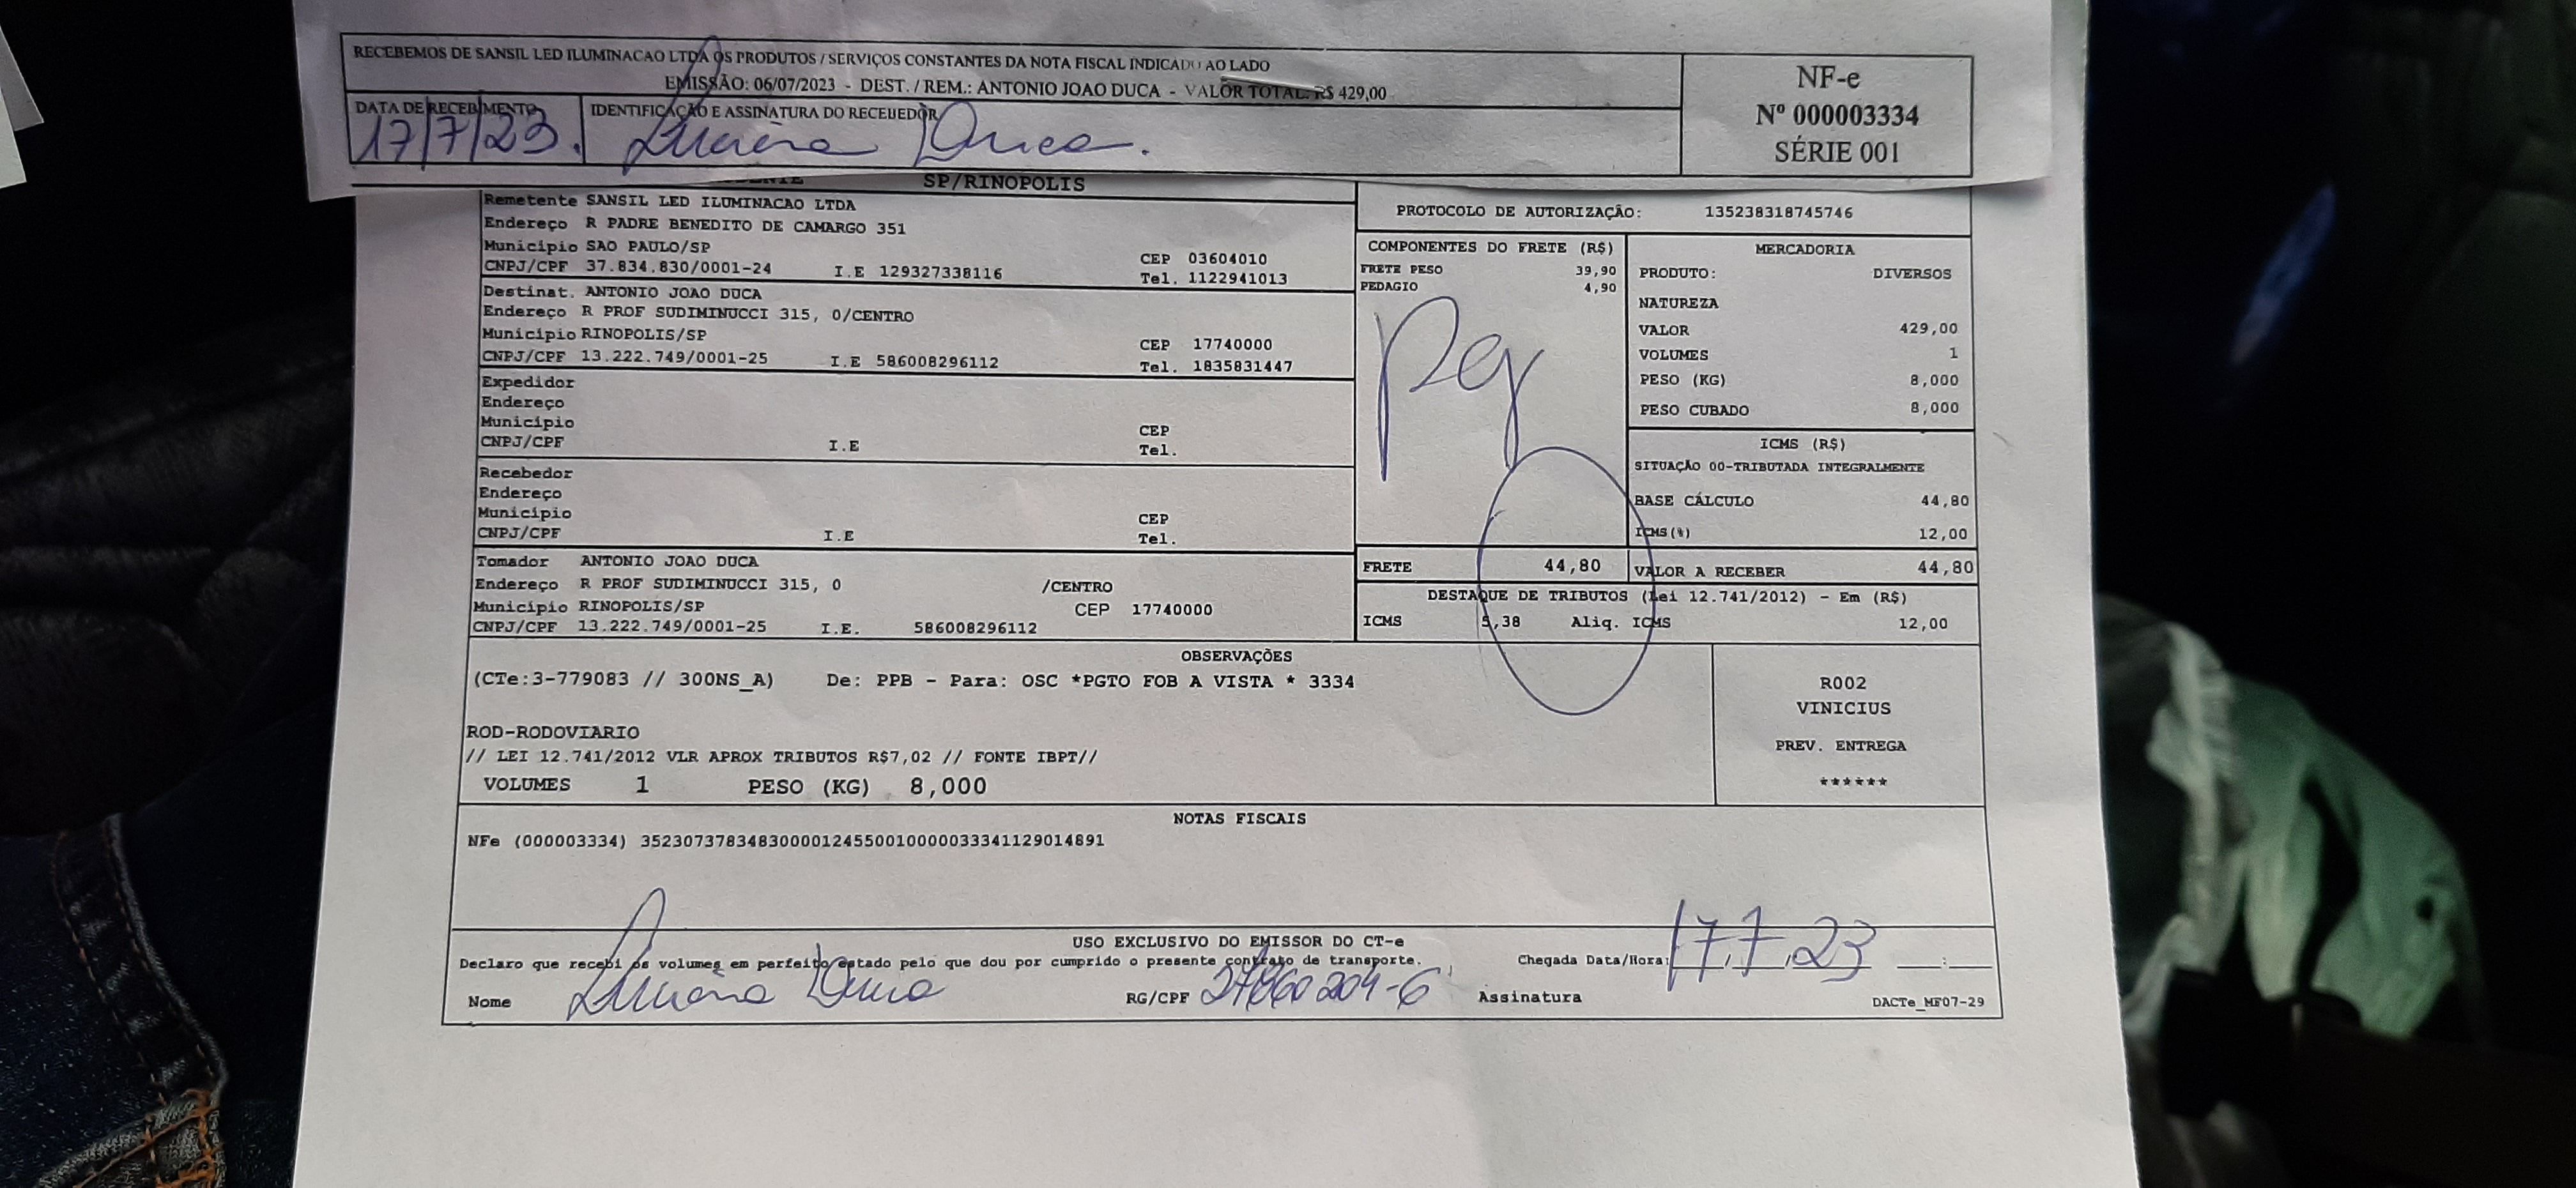 RECEBEMOS DE SANSIL LED ILUMINACAO LTDA OS PRODUTOS / SERVIÇOS CONSTANTES DA NOTA FISCAL INDICADO AO LADO
EMISSÃO: 06/07/2023 - DEST. / REM.: ANTONIO JOAO DUCA - VALOR TOTAL: R$ 429,00
DATA DE RECEBIMENTO
17/7/23.
IDENTIFICAÇÃO E ASSINATURA DO RECEBEDOR
Duca.
NF-e
Nº 000003334
SÉRIE 001
SP/RINOPOLIS
Remetente SANSIL LED ILUMINACAO LTDA
Endereço R PADRE BENEDITO DE CAMARGO 351
Município SAO PAULO/SP
CEP 03604010
CNPJ/CPF 37.834.830/0001-24 I.E 129327338116 Tel. 1122941013
Destinat. ANTONIO JOAO DUCA
Endereço R PROF SUDIMINUCCI 315, 0/CENTRO
Município RINOPOLIS/SP
CEP 17740000
CNPJ/CPF 13.222.749/0001-25 I.E 586008296112 Tel. 1835831447
Expedidor
Endereço
Município
CEP
CNPJ/CPF I.E Tel.
Recebedor
Endereço
Município
CEP
CNPJ/CPF I.E Tel.
Tomador ANTONIO JOAO DUCA
Endereço R PROF SUDIMINUCCI 315, 0 /CENTRO
Município RINOPOLIS/SP CEP 17740000
CNPJ/CPF 13.222.749/0001-25 I.E. 586008296112
PROTOCOLO DE AUTORIZAÇÃO: 135238318745746
COMPONENTES DO FRETE (R$)
FRETE PESO 39,90
PEDAGIO 4,90
pg
FRETE 44,80
MERCADORIA
PRODUTO: DIVERSOS
NATUREZA
VALOR 429,00
VOLUMES 1
PESO (KG) 8,000
PESO CUBADO 8,000
ICMS (R$)
SITUAÇÃO 00-TRIBUTADA INTEGRALMENTE
BASE CÁLCULO 44,80
ICMS(%) 12,00
VALOR A RECEBER 44,80
DESTAQUE DE TRIBUTOS (Lei 12.741/2012) - Em (R$)
ICMS 5,38 Aliq. ICMS 12,00
OBSERVAÇÕES
(CTe:3-779083 // 300NS_A) De: PPB - Para: OSC *PGTO FOB A VISTA * 3334
ROD-RODOVIARIO
// LEI 12.741/2012 VLR APROX TRIBUTOS R$7,02 // FONTE IBPT//
VOLUMES 1 PESO (KG) 8,000
R002
VINICIUS
PREV. ENTREGA
******
NOTAS FISCAIS
NFe (000003334) 35230737834830000124550010000033341129014891
USO EXCLUSIVO DO EMISSOR DO CT-e
Declaro que recebi os volumes em perfeito estado pelo que dou por cumprido o presente contrato de transporte.
Chegada Data/Hora: 17 7 23 __:__
Nome Duca RG/CPF Assinatura
DACTe_MF07-29